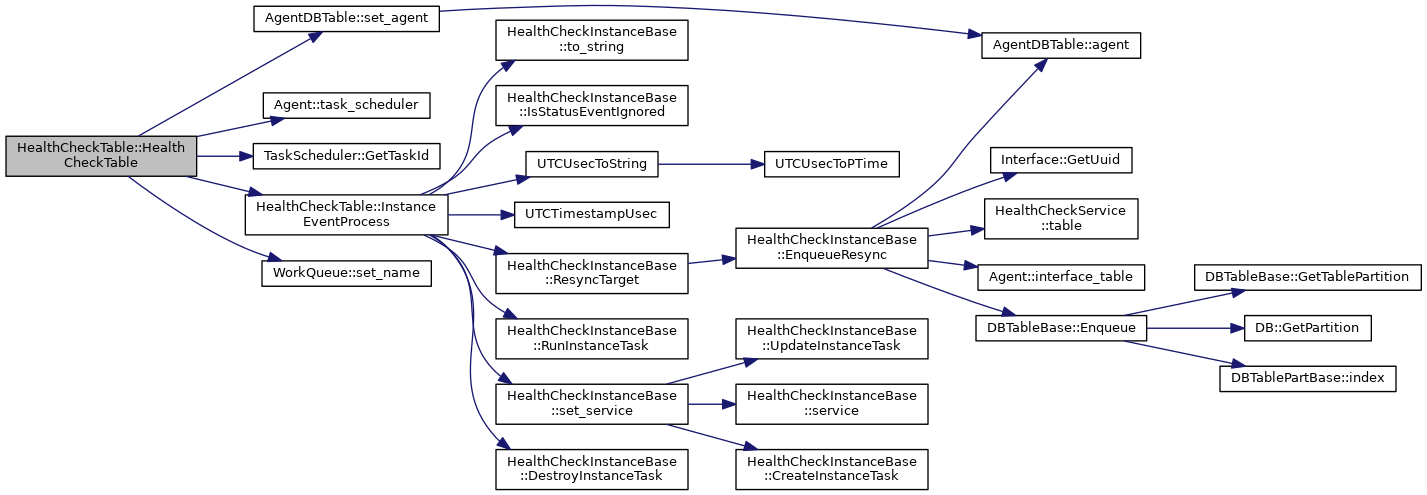 HealthCheckTable::Health
CheckTable
AgentDBTable::set_agent
Agent::task_scheduler
TaskScheduler::GetTaskId
HealthCheckTable::Instance
EventProcess
WorkQueue::set_name
HealthCheckInstanceBase
::to_string
HealthCheckInstanceBase
::IsStatusEventIgnored
UTCUsecToString
UTCTimestampUsec
HealthCheckInstanceBase
::ResyncTarget
HealthCheckInstanceBase
::RunInstanceTask
HealthCheckInstanceBase
::set_service
HealthCheckInstanceBase
::DestroyInstanceTask
UTCUsecToPTime
HealthCheckInstanceBase
::EnqueueResync
HealthCheckInstanceBase
::UpdateInstanceTask
HealthCheckInstanceBase
::service
HealthCheckInstanceBase
::CreateInstanceTask
AgentDBTable::agent
Interface::GetUuid
HealthCheckService
::table
Agent::interface_table
DBTableBase::Enqueue
DBTableBase::GetTablePartition
DB::GetPartition
DBTablePartBase::index